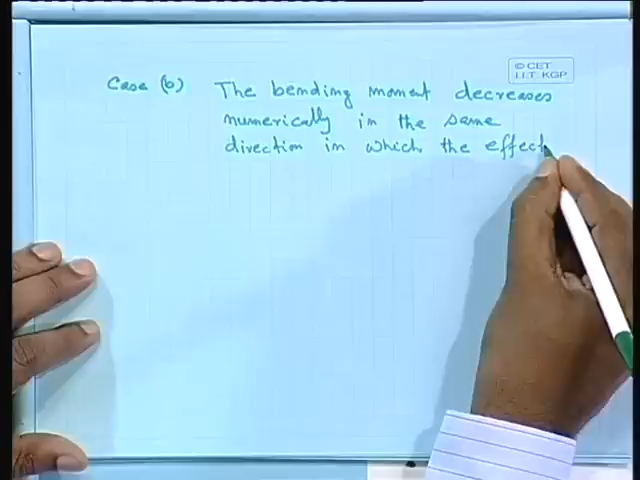 © CET
I.I.T. KGP
Case (b) The bending moment decreases
numerically in the same
direction in which the effect